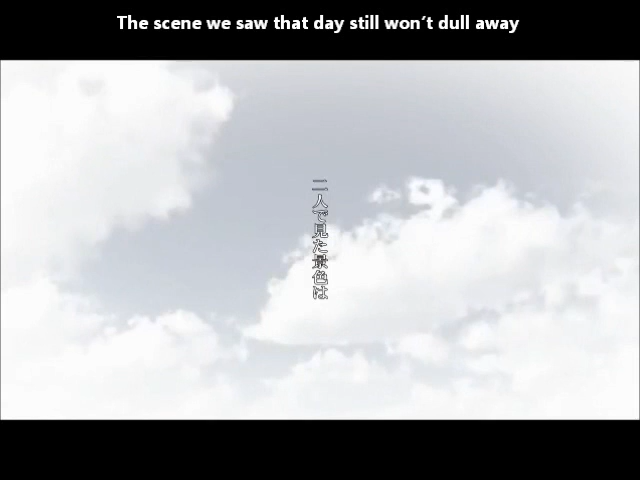 The scene we saw that day still won't dull away
二人で見た景色は